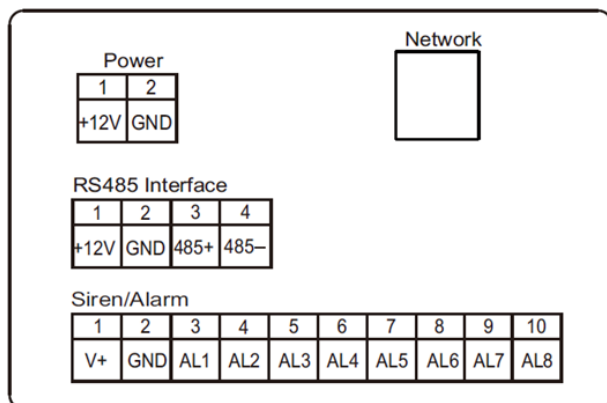 Network
Power
1 2
+12V GND
RS485 Interface
1 2 3 4
+12V GND 485+ 485–
Siren/Alarm
1 2 3 4 5 6 7 8 9 10
V+ GND AL1 AL2 AL3 AL4 AL5 AL6 AL7 AL8